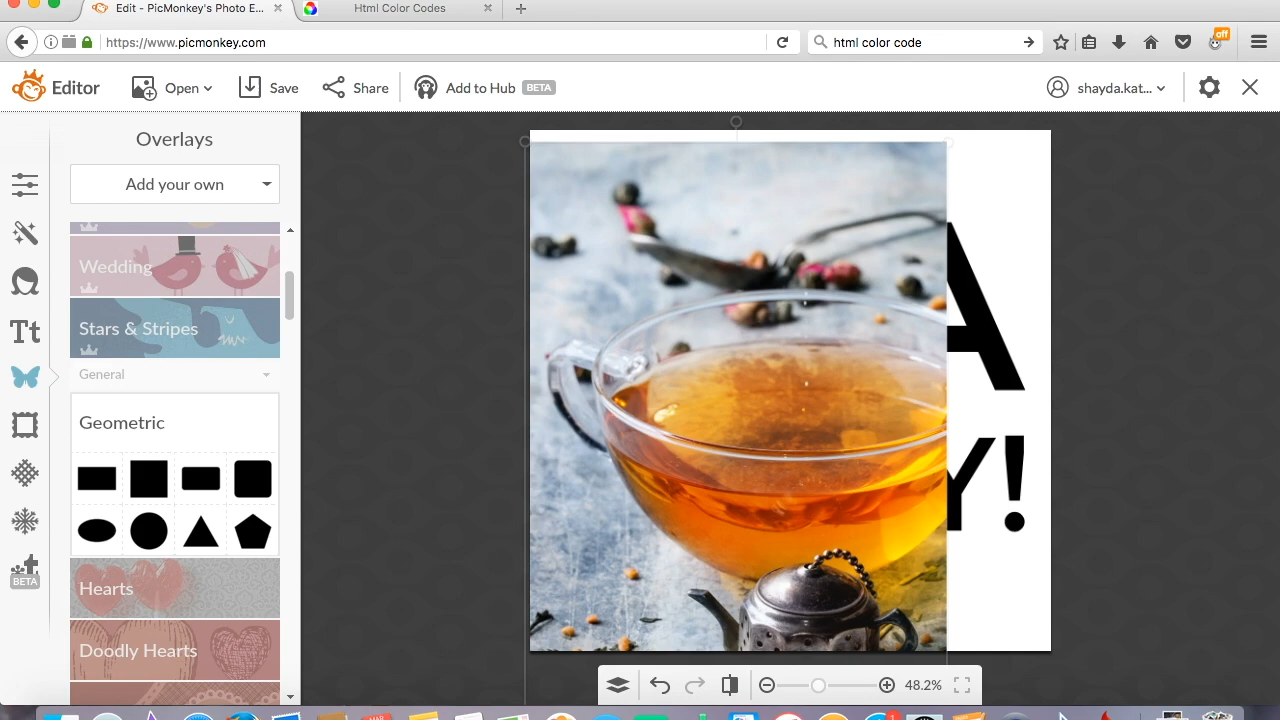 Edit - PicMonkey's Photo E...
Html Color Codes
https://www.picmonkey.com
html color code
off
Editor
Open
Save
Share
Add to Hub BETA
shayda.kat...
Overlays
Add your own
Wedding
Stars & Stripes
General
Geometric
Hearts
Doodly Hearts
Tt
BETA
A
Y!
48.2%